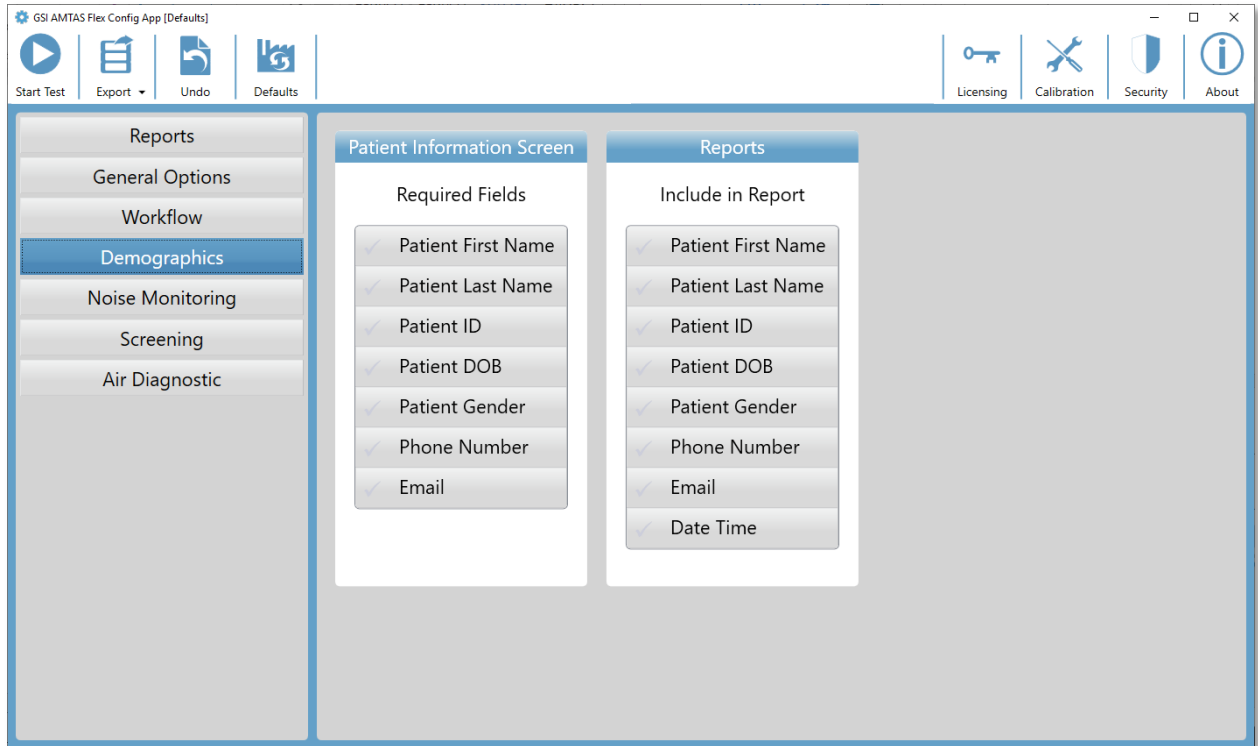 GSI AMTAS Flex Config App [Defaults]
Start Test
Export
Undo
Defaults
Licensing
Calibration
Security
About
Reports
General Options
Workflow
Demographics
Noise Monitoring
Screening
Air Diagnostic
Patient Information Screen
Required Fields
Patient First Name
Patient Last Name
Patient ID
Patient DOB
Patient Gender
Phone Number
Email
Reports
Include in Report
Patient First Name
Patient Last Name
Patient ID
Patient DOB
Patient Gender
Phone Number
Email
Date Time